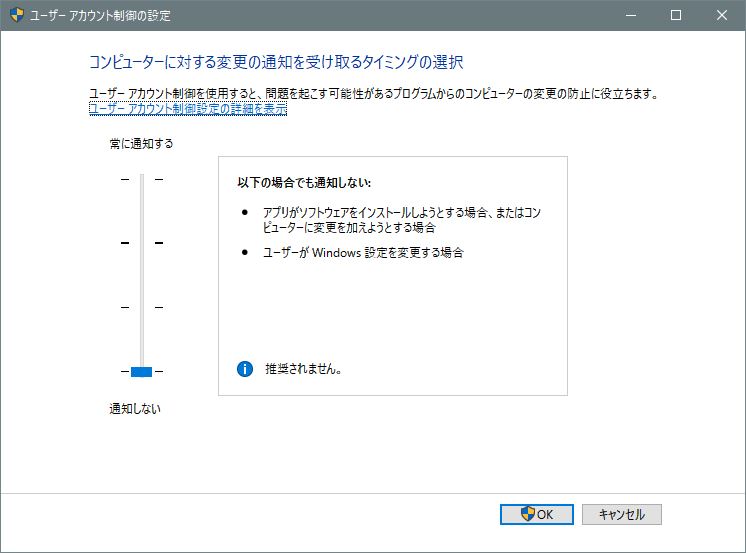 ユーザー アカウント制御の設定
コンピューターに対する変更の通知を受け取るタイミングの選択
ユーザー アカウント制御を使用すると、問題を起こす可能性があるプログラムからのコンピューターの変更の防止に役立ちます。
ユーザー アカウント制御設定の詳細を表示
常に通知する
以下の場合でも通知しない:
● アプリがソフトウェアをインストールしようとする場合、またはコン
ピューターに変更を加えようとする場合
● ユーザーが Windows 設定を変更する場合
推奨されません。
通知しない
OK キャンセル